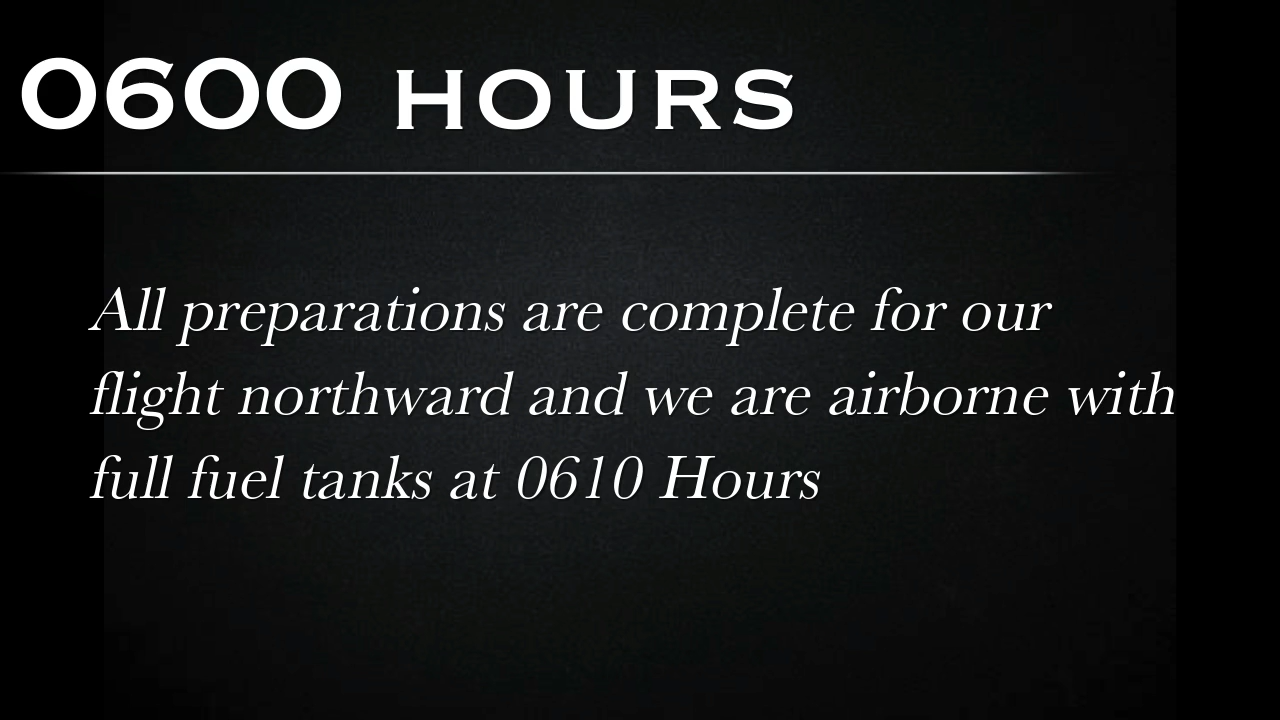 0600 HOURS
All preparations are complete for our
flight northward and we are airborne with
full fuel tanks at 0610 Hours